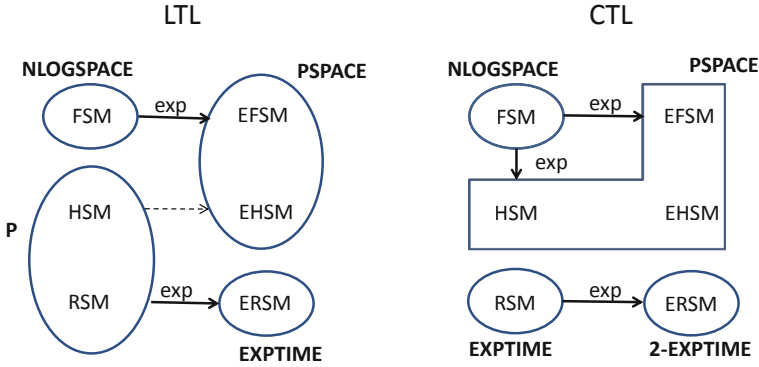 LTL
CTL
NLOGSPACE
PSPACE
FSM
exp
EFSM
P
HSM
EHSM
RSM
exp
ERSM
EXPTIME
NLOGSPACE
PSPACE
FSM
exp
EFSM
exp
HSM
EHSM
RSM
exp
ERSM
EXPTIME
2-EXPTIME